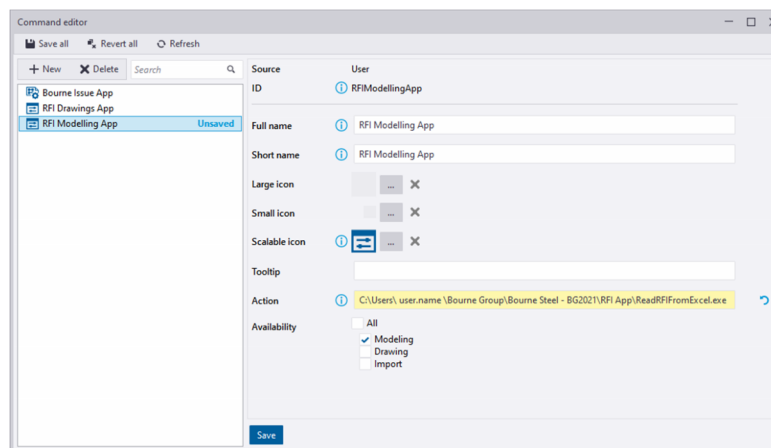 Command editor
Save all Revert all Refresh
New Delete Search
Bourne Issue App
RFI Drawings App
RFI Modelling App Unsaved
Source User
ID RFIModellingApp
Full name RFI Modelling App
Short name RFI Modelling App
Large icon ...
Small icon ...
Scalable icon ...
Tooltip
Action C:\Users\ user.name \Bourne Group\Bourne Steel - BG2021\RFI App\ReadRFIFromExcel.exe
Availability All
Modeling
Drawing
Import
Save